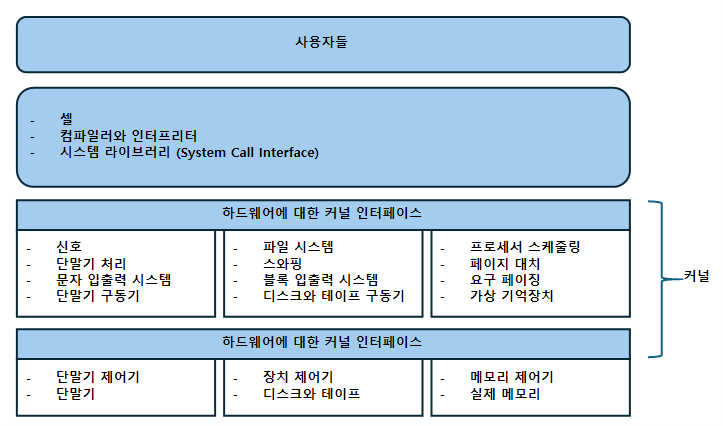 사용자들
- 셸
- 컴파일러와 인터프리터
- 시스템 라이브러리 (System Call Interface)
하드웨어에 대한 커널 인터페이스
- 신호
- 단말기 처리
- 문자 입출력 시스템
- 단말기 구동기
- 파일 시스템
- 스와핑
- 블록 입출력 시스템
- 디스크와 테이프 구동기
- 프로세서 스케줄링
- 페이지 대치
- 요구 페이징
- 가상 기억장치
커널
하드웨어에 대한 커널 인터페이스
- 단말기 제어기
- 단말기
- 장치 제어기
- 디스크와 테이프
- 메모리 제어기
- 실제 메모리